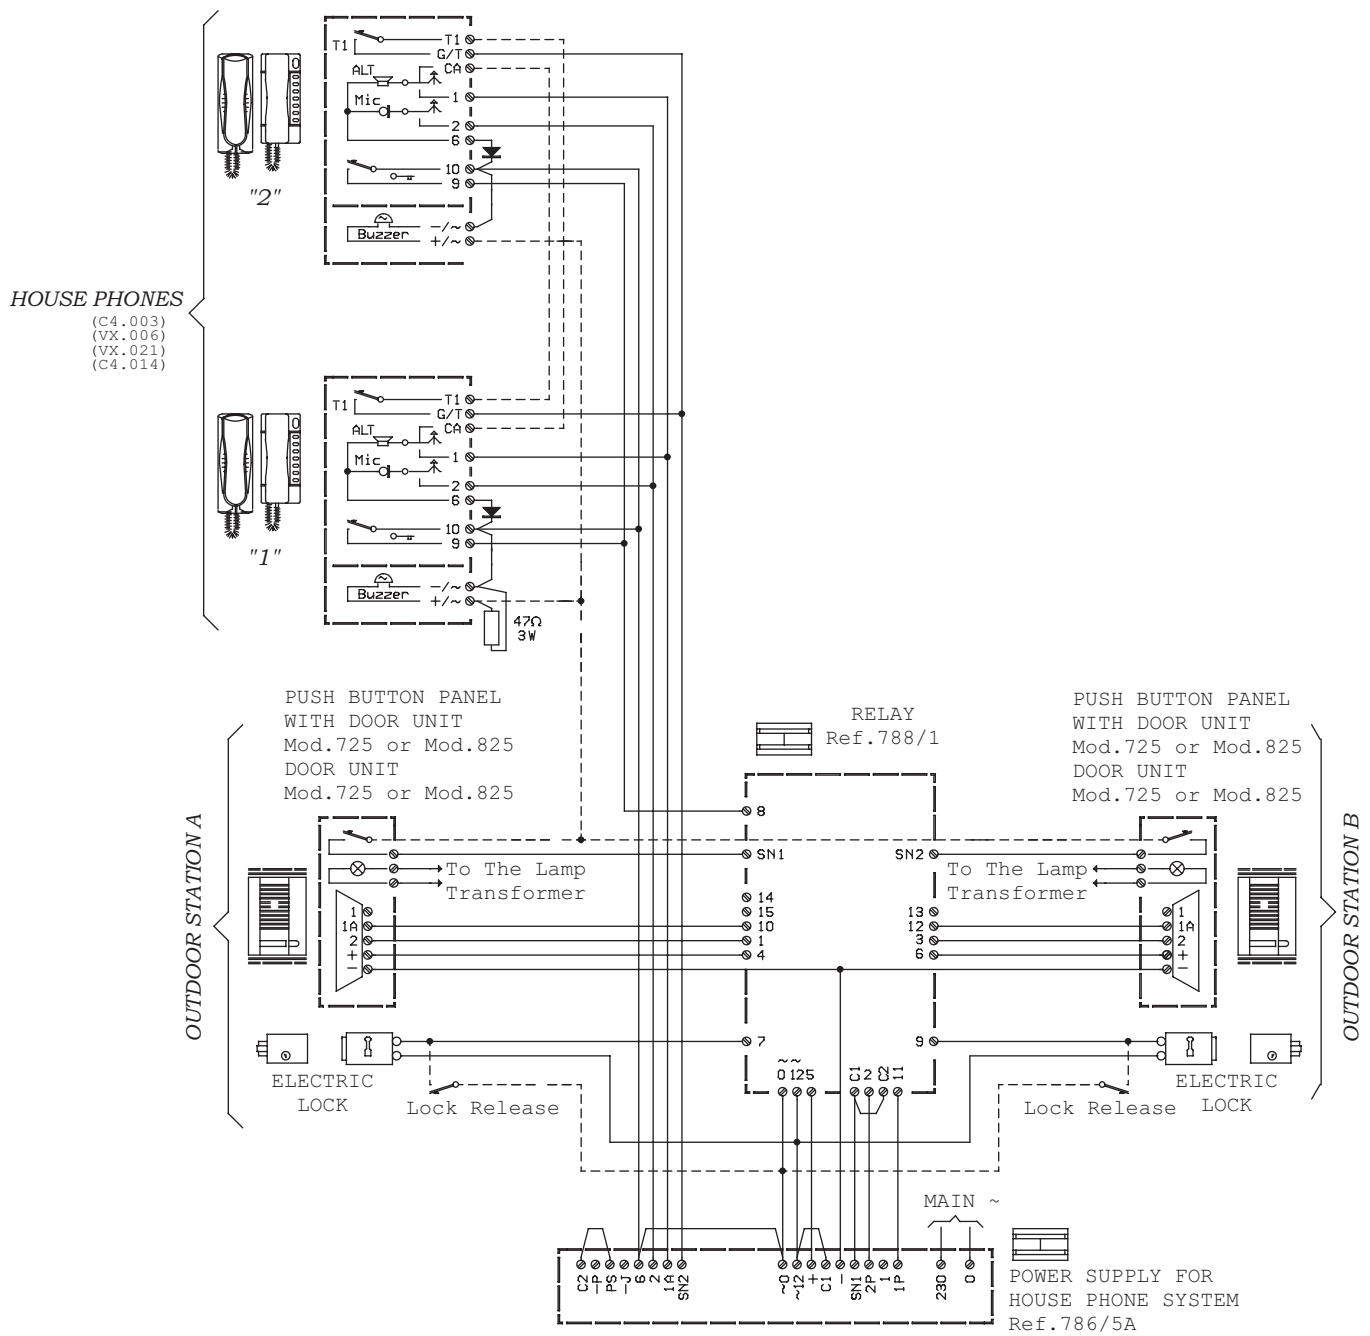 T1
T1
G/T
ALT
CA
Mic
1
2
6
10
9
"2"
Buzzer
-/~
+/~
HOUSE PHONES
(C4.003)
(VX.006)
(VX.021)
(C4.014)
T1
T1
G/T
ALT
CA
Mic
1
2
6
10
9
"1"
Buzzer
-/~
+/~
47Ω
3W
PUSH BUTTON PANEL
WITH DOOR UNIT
Mod.725 or Mod.825
DOOR UNIT
Mod.725 or Mod.825
RELAY
Ref.788/1
PUSH BUTTON PANEL
WITH DOOR UNIT
Mod.725 or Mod.825
DOOR UNIT
Mod.725 or Mod.825
OUTDOOR STATION A
OUTDOOR STATION B
8
SN1
SN2
To The Lamp
Transformer
To The Lamp
Transformer
14
15
10
1
4
13
12
3
6
1
1A
2
+
-
1
1A
2
+
-
7
9
ELECTRIC
LOCK
Lock Release
~ ~
0 12 5
C1 2 C2 11
Lock Release
ELECTRIC
LOCK
MAIN ~
C2 -P PS -J 6 2 1A SN2
~0 ~12 + C1 - SN1 2P 1 1P
230 0
POWER SUPPLY FOR
HOUSE PHONE SYSTEM
Ref.786/5A